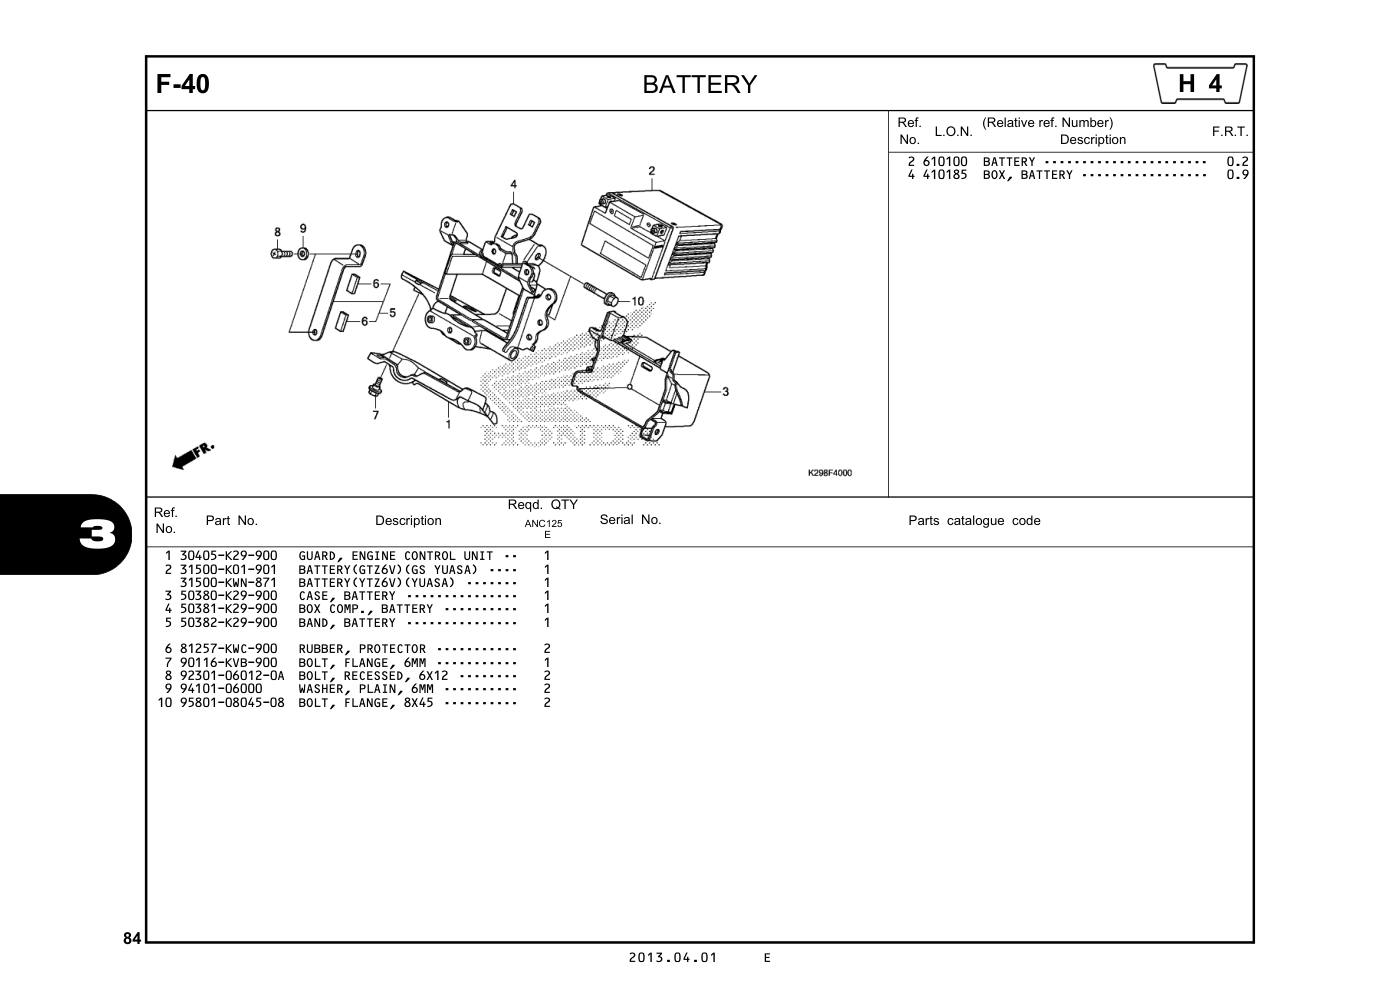 F-40 BATTERY H 4
Ref. No. L.O.N. (Relative ref. Number) Description F.R.T.
2 610100 BATTERY ---------------------- 0.2
4 410185 BOX, BATTERY ----------------- 0.9
2
4
9
8
6
5
6
10
3
7
1
HONDA
FR.
K29BF4000
3
Ref. No. Part No. Description Reqd. QTY ANC125 E Serial No. Parts catalogue code
1 30405-K29-900 GUARD, ENGINE CONTROL UNIT -- 1
2 31500-K01-901 BATTERY(GTZ6V)(GS YUASA) ---- 1
31500-KWN-871 BATTERY(YTZ6V)(YUASA) ------- 1
3 50380-K29-900 CASE, BATTERY --------------- 1
4 50381-K29-900 BOX COMP., BATTERY ---------- 1
5 50382-K29-900 BAND, BATTERY --------------- 1
6 81257-KWC-900 RUBBER, PROTECTOR ----------- 2
7 90116-KVB-900 BOLT, FLANGE, 6MM ----------- 1
8 92301-06012-0A BOLT, RECESSED, 6X12 -------- 2
9 94101-06000 WASHER, PLAIN, 6MM ---------- 2
10 95801-08045-08 BOLT, FLANGE, 8X45 ---------- 2
84
2013.04.01 E